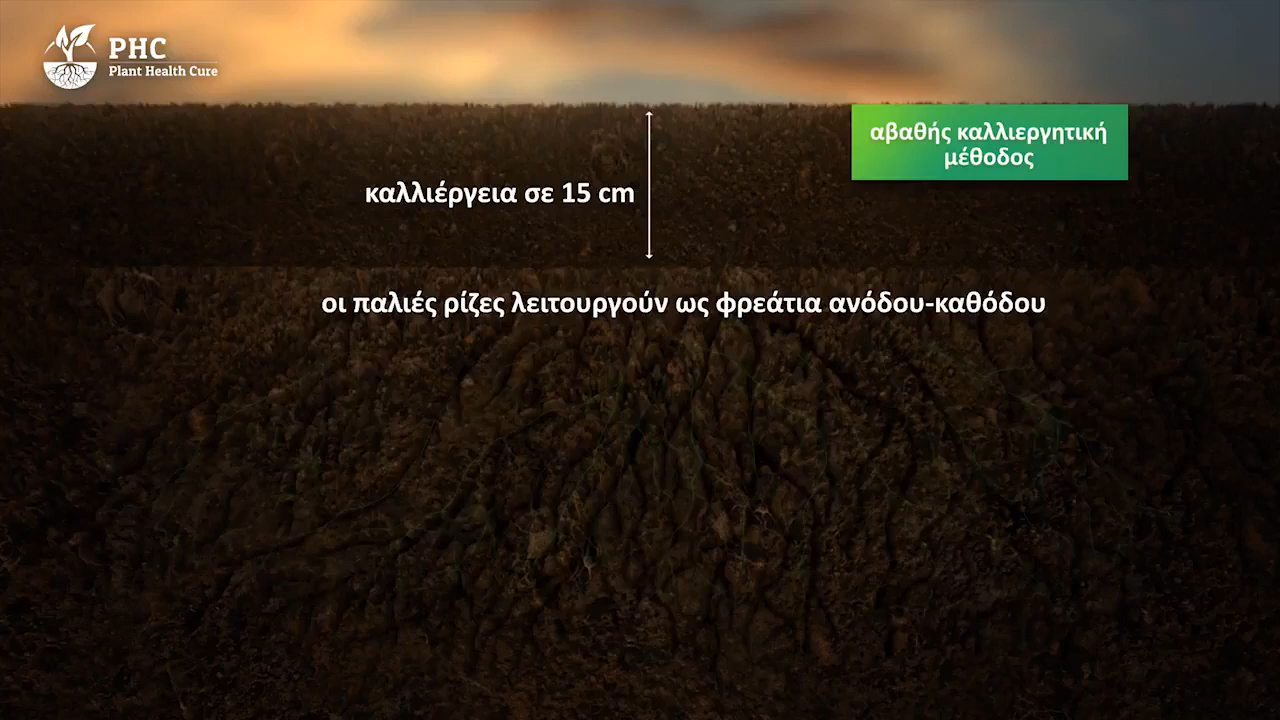 PHC
Plant Health Cure
αβαθής καλλιεργητική
μέθοδος
καλλιέργεια σε 15 cm
οι παλιές ρίζες λειτουργούν ως φρεάτια ανόδου-καθόδου